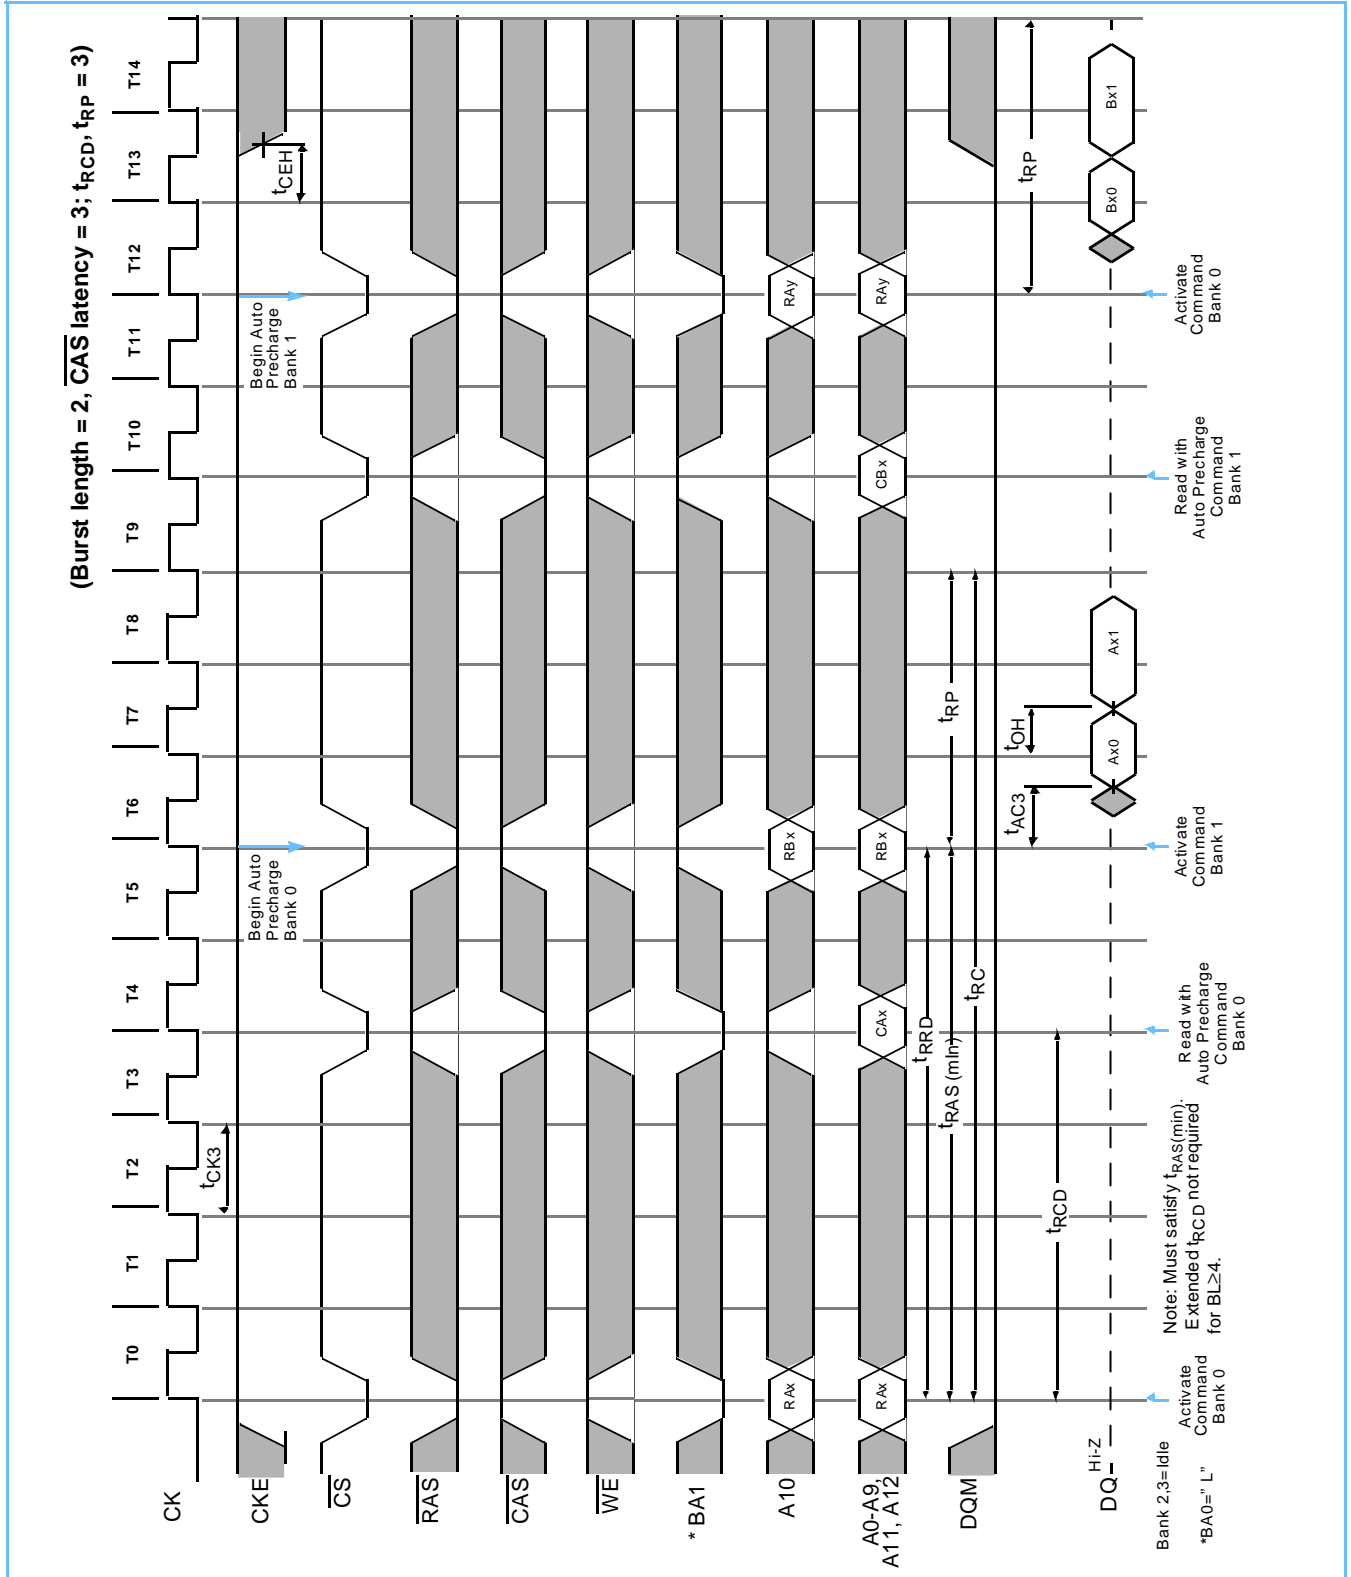 (Burst length = 2, CAS latency = 3; tRCD, tRP = 3)
T0 T1 T2 T3 T4 T5 T6 T7 T8 T9 T10 T11 T12 T13 T14
CK
tCK3
CKE
Begin Auto
Precharge
Bank 0
Begin Auto
Precharge
Bank 1
tCEH
CS
RAS
CAS
WE
* BA1
A10
RAx
RBx
RAy
A0-A9,
A11, A12
RAx
CAx
RBx
CBx
RAy
DQM
tRRD
tRAS (min)
tRP
tRC
tRCD
tAC3
tOH
tRP
DQ
Hi-Z
Ax0
Ax1
Bx0
Bx1
Activate
Command
Bank 0
Read with
Auto Precharge
Command
Bank 0
Activate
Command
Bank 1
Read with
Auto Precharge
Command
Bank 1
Activate
Command
Bank 0
Note: Must satisfy tRAS(min).
Extended tRCD not required
for BL≥4.
Bank 2,3=Idle
*BA0=” L”